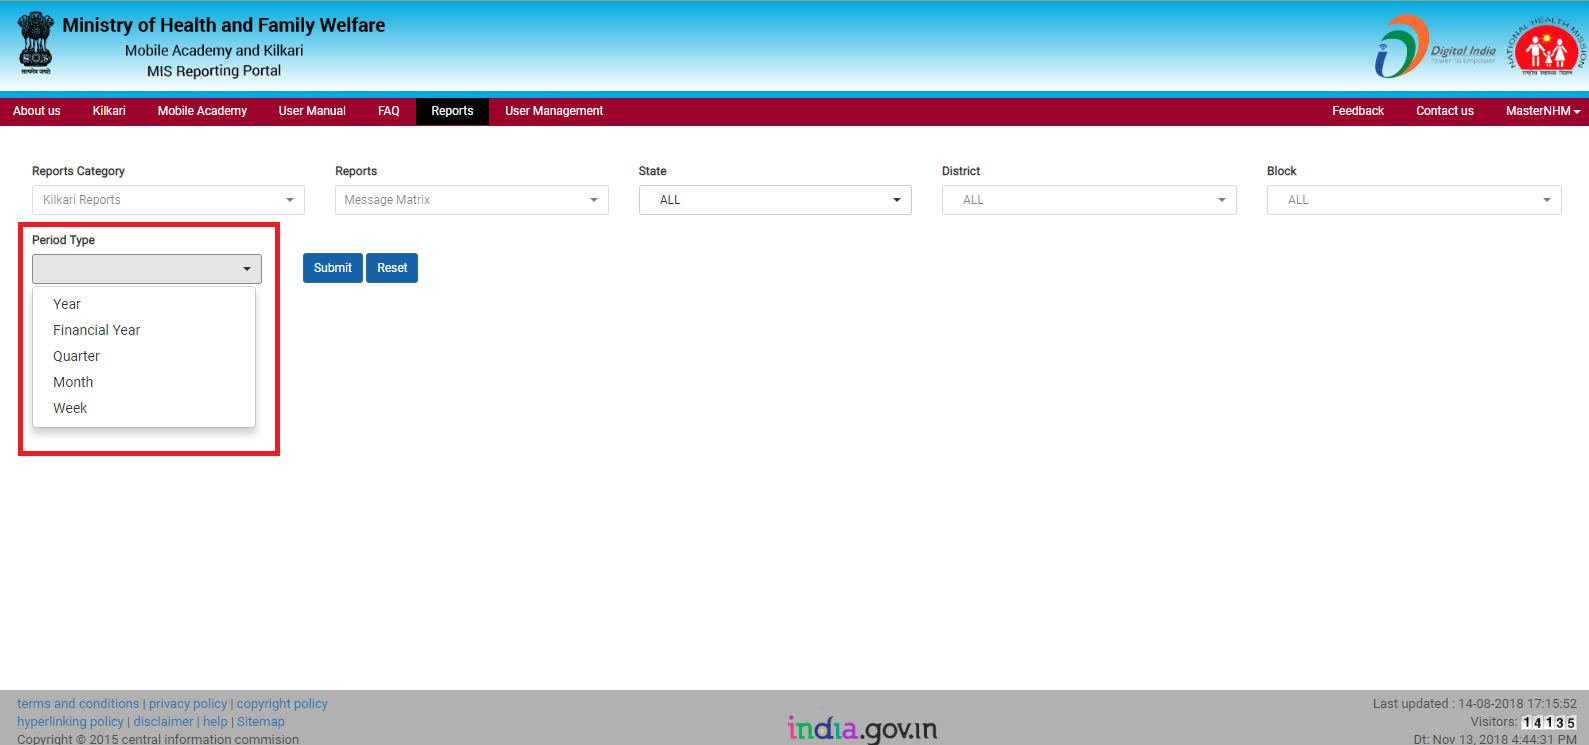 Ministry of Health and Family Welfare
Mobile Academy and Kilkari
MIS Reporting Portal
सत्यमेव जयते
Digital India
Power To Empower
NATIONAL HEALTH MISSION
राष्ट्रीय स्वास्थ्य मिशन
About us Kilkari Mobile Academy User Manual FAQ Reports User Management Feedback Contact us MasterNHM
Reports Category Reports State District Block
Kilkari Reports Message Matrix ALL ALL ALL
Period Type
Submit Reset
Year
Financial Year
Quarter
Month
Week
terms and conditions | privacy policy | copyright policy
hyperlinking policy | disclaimer | help | Sitemap
Copyright © 2015 central information commision
india.gov.in
Last updated : 14-08-2018 17:15:52
Visitors: 14135
Dt: Nov 13, 2018 4:44:31 PM